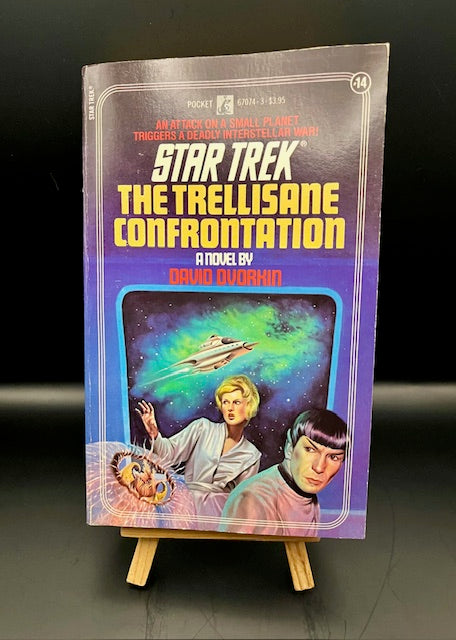 STAR TREK®
-14
POCKET 67074-3·$3.95
AN ATTACK ON A SMALL PLANET
TRIGGERS A DEADLY INTERSTELLAR WAR!
STAR TREK®
THE TRELLISANE
CONFRONTATION
A NOVEL BY
DAVID DVORKIN